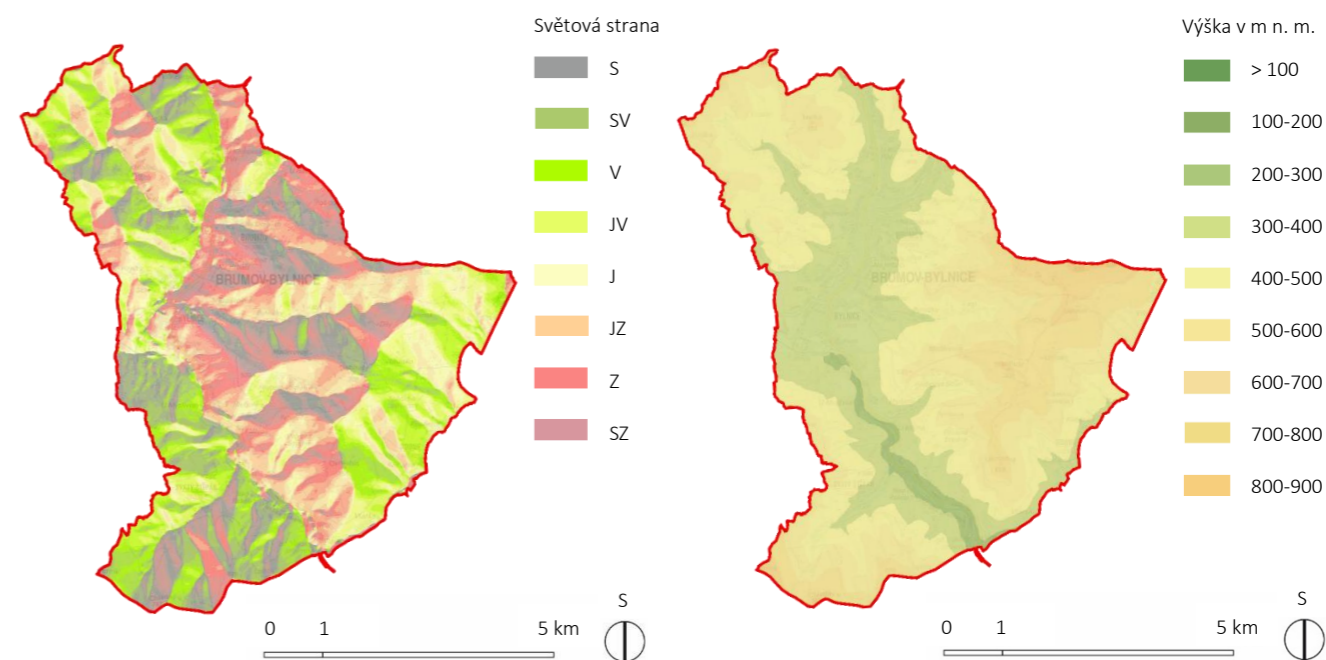 Světová strana
S
SV
V
JV
J
JZ
Z
SZ
BRUMOV-BYLNICE
0 1 5 km
S
Výška v m n. m.
> 100
100-200
200-300
300-400
400-500
500-600
600-700
700-800
800-900
BRUMOV-BYLNICE
0 1 5 km
S